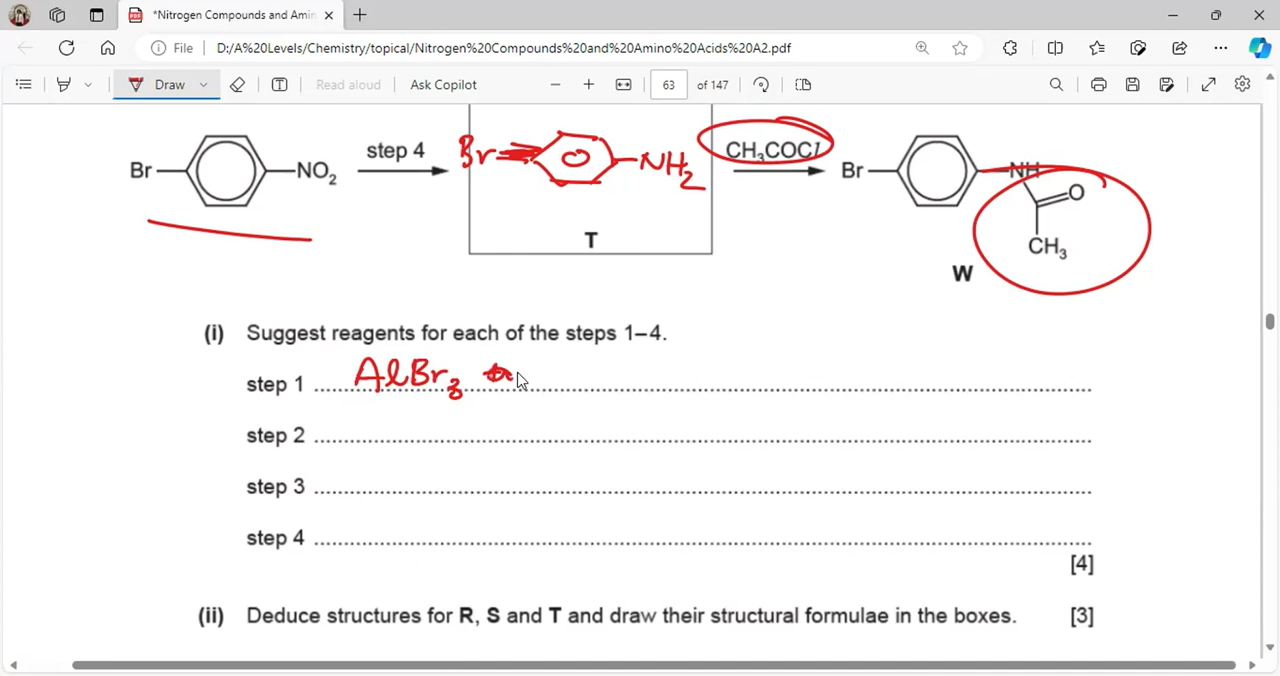 *Nitrogen Compounds and Amin
File D:/A%20Levels/Chemistry/topical/Nitrogen%20Compounds%20and%20Amino%20Acids%20A2.pdf
Draw Read aloud Ask Copilot 63 of 147
Br NO2 step 4 Br NH2 CH3COCl Br NH O
CH3
T
W
(i) Suggest reagents for each of the steps 1–4.
step 1 AlBr3
step 2
step 3
step 4
[4]
(ii) Deduce structures for R, S and T and draw their structural formulae in the boxes. [3]